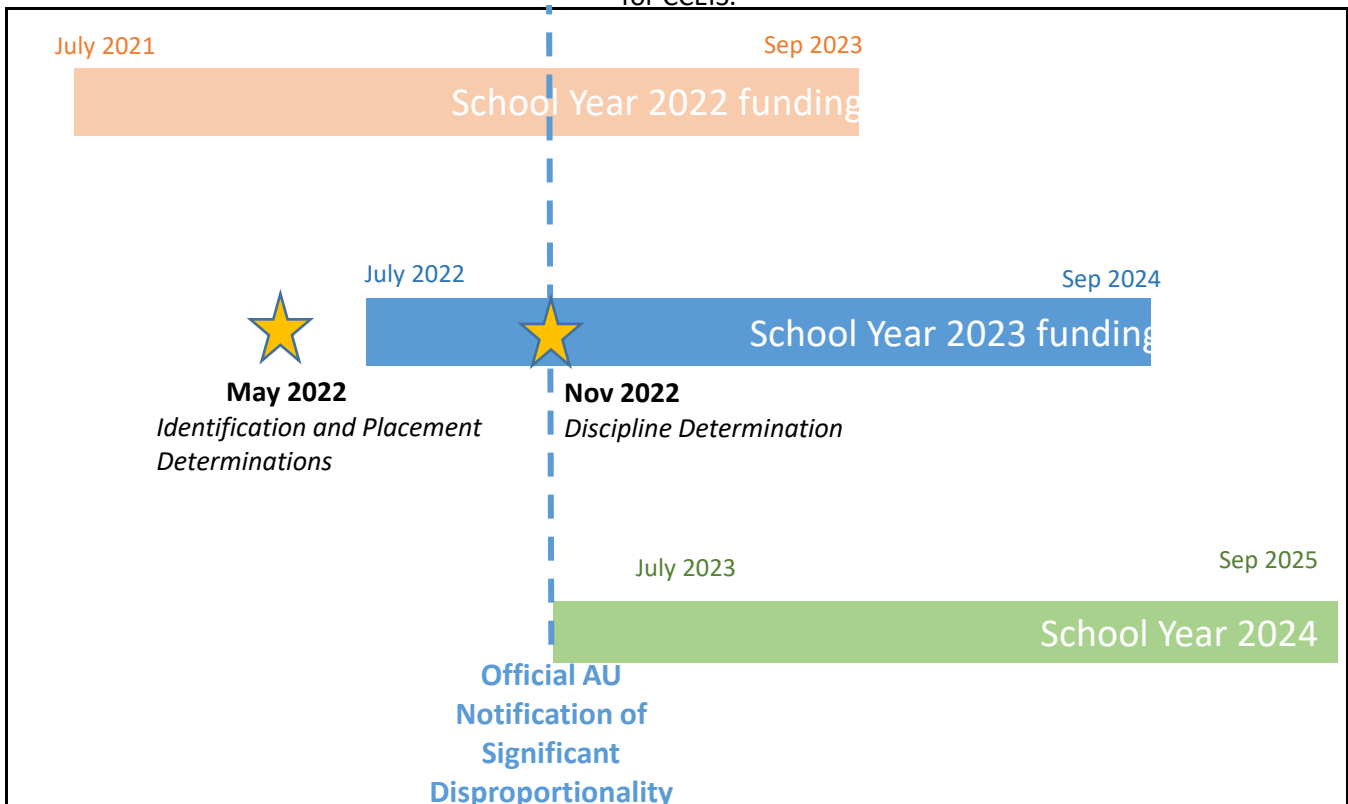 for CCEIS.
July 2021
Sep 2023
School Year 2022 funding
July 2022
Sep 2024
School Year 2023 funding
May 2022
Identification and Placement
Determinations
Nov 2022
Discipline Determination
July 2023
Sep 2025
School Year 2024
Official AU
Notification of
Significant
Disproportionality